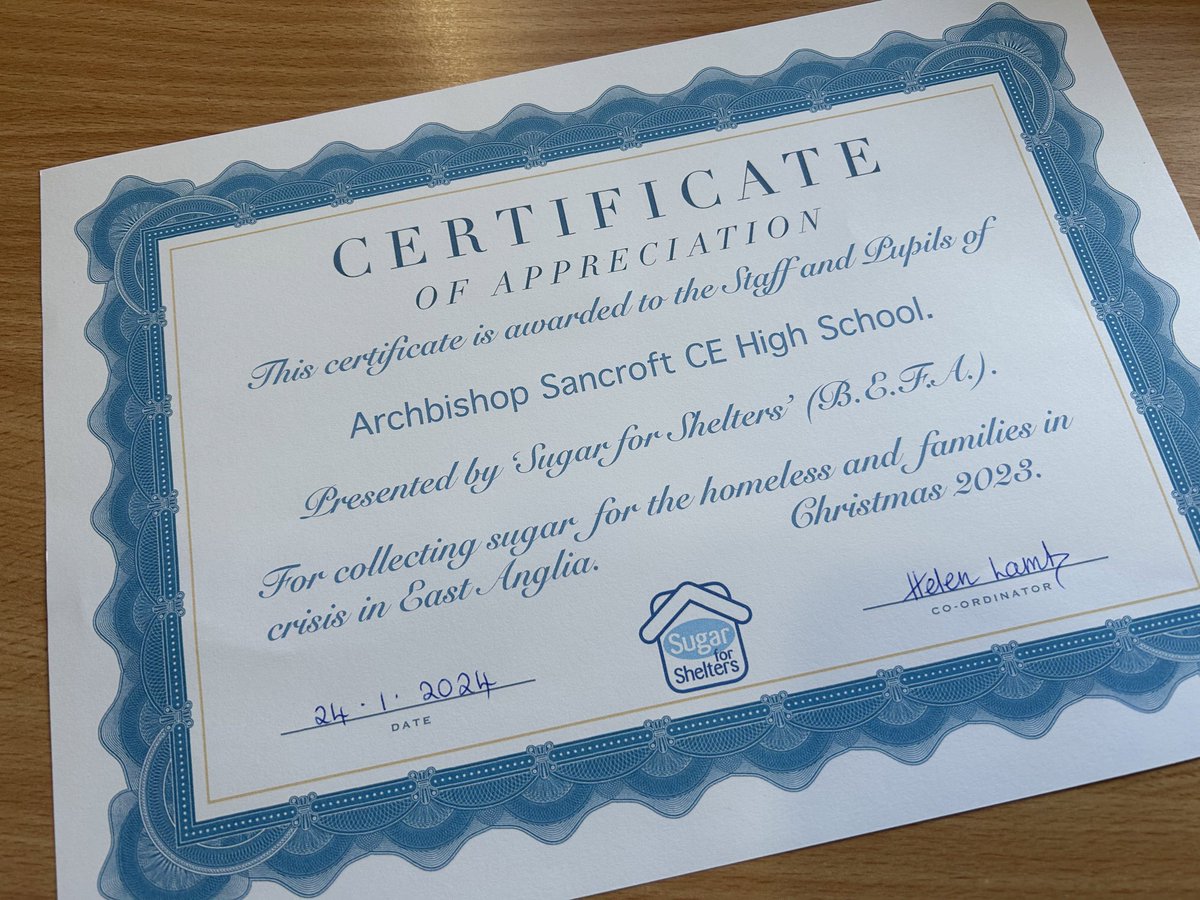 CERTIFICATE
OF APPRECIATION
This certificate is awarded to the Staff and Pupils of
Archbishop Sancroft CE High School.
Presented by 'Sugar for Shelters' (B.E.F.A.).
For collecting sugar for the homeless and families in
crisis in East Anglia.
Christmas 2023.
24.1.2024
DATE
Sugar
for
Shelters
Helen Lamb
CO-ORDINATOR